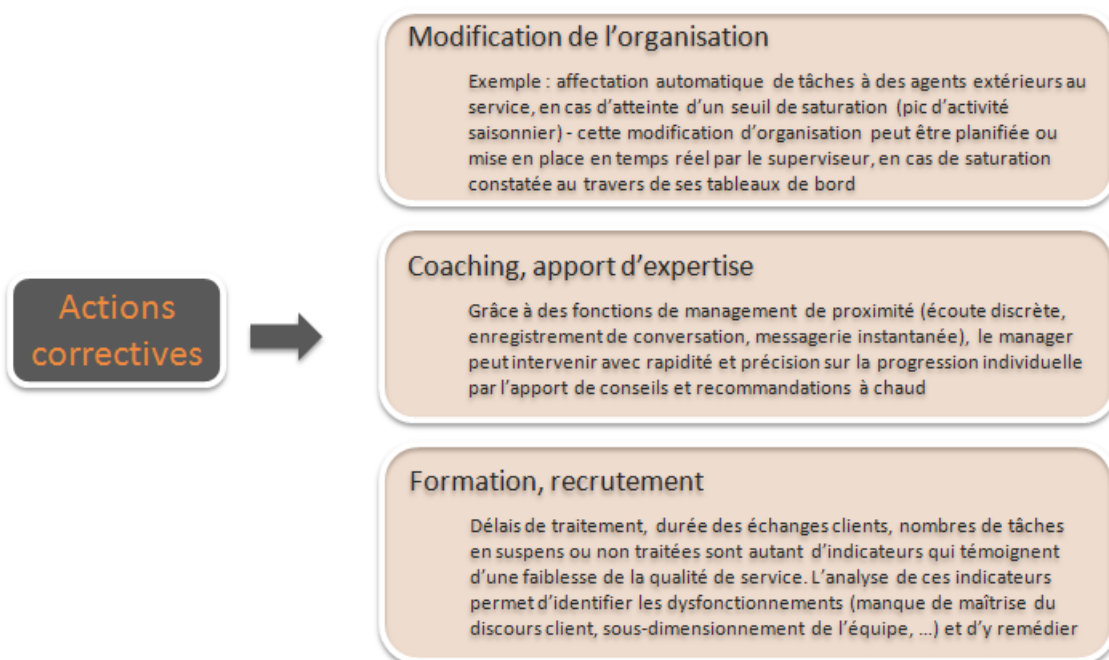 Modification de l'organisation
Exemple : affectation automatique de tâches à des agents extérieurs au
service, en cas d'atteinte d'un seuil de saturation (pic d'activité
saisonnier) - cette modification d'organisation peut être planifiée ou
mise en place en temps réel par le superviseur, en cas de saturation
constatée au travers de ses tableaux de bord
Actions
correctives
Coaching, apport d'expertise
Grâce à des fonctions de management de proximité (écoute discrète,
enregistrement de conversation, messagerie instantanée), le manager
peut intervenir avec rapidité et précision sur la progression individuelle
par l'apport de conseils et recommandations à chaud
Formation, recrutement
Délais de traitement, durée des échanges clients, nombres de tâches
en suspens ou non traitées sont autant d'indicateurs qui témoignent
d'une faiblesse de la qualité de service. L'analyse de ces indicateurs
permet d'identifier les dysfonctionnements (manque de maîtrise du
discours client, sous-dimensionnement de l'équipe, ...) et d'y remédier